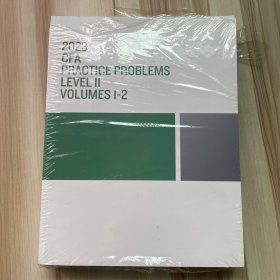 2023
CFA
PRACTICE PROBLEMS
LEVEL II
VOLUMES 1-2